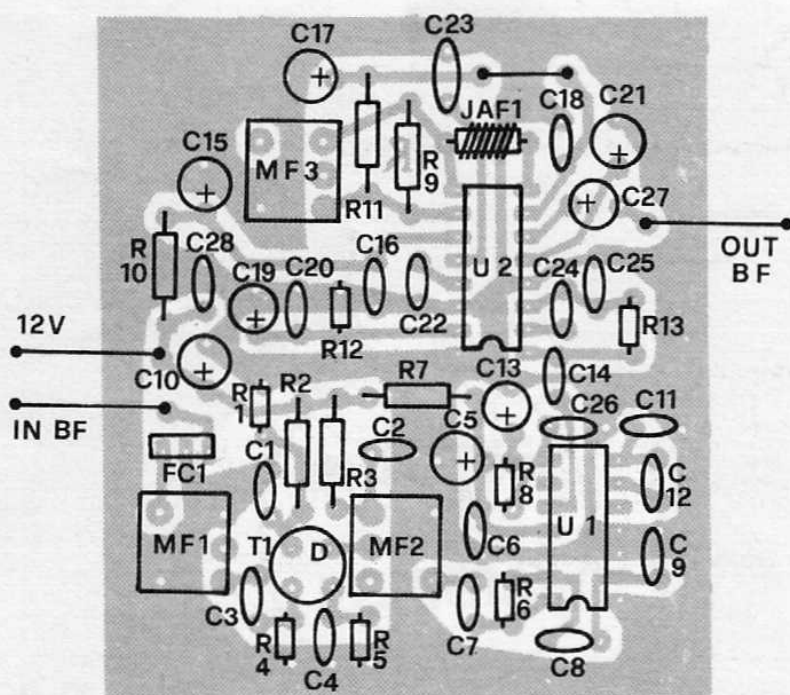 C17
C23
JAF1
C18
C21
C15
MF3
R
9
R11
C27
OUT
BF
R
10
C28
C19
C20
C16
C22
U2
C24
C25
12V
R12
R13
C10
R
1
R2
R7
C13
C14
IN BF
C5
C26
C11
FC1
C1
R3
C2
R
8
U1
C
12
MF1
T1
D
MF2
C6
C
9
C3
R
4
C4
R
5
C7
R
6
C8